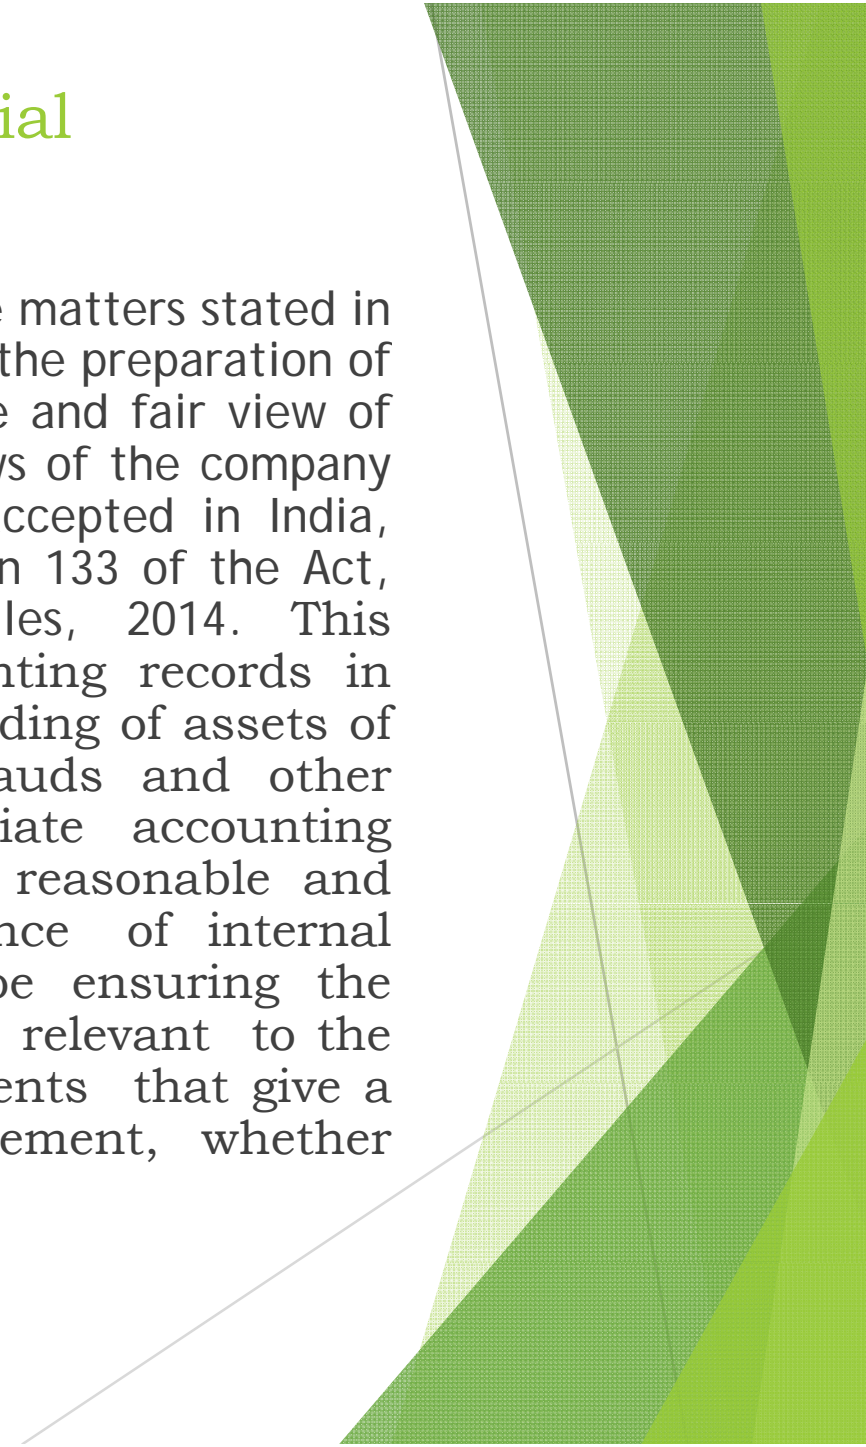 ial
e matters stated in
the preparation of
e and fair view of
ws of the company
ccepted in India,
n 133 of the Act,
les, 2014. This
nting records in
ding of assets of
auds and other
iate accounting
reasonable and
nce of internal
be ensuring the
relevant to the
ents that give a
ement, whether